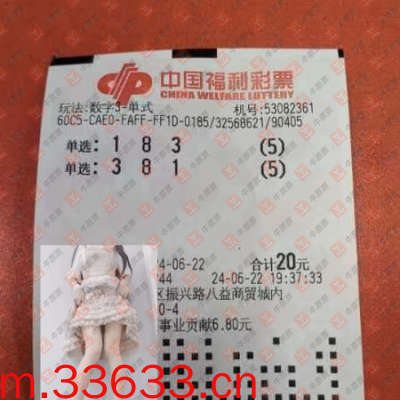 中国福利彩票
CHINA WELFARE LOTTERY
玩法:数字3-单式 机号:53082361
60C5-CAE0-FAFF-FF1D-0185/32568621/90405
单选: 1 8 3 (5)
单选: 3 8 1 (5)
24-06-22 合计20元
44 24-06-22 19:37:33
区振兴路八益商贸城内
0-4
事业贡献6.80元
m.33633.cn